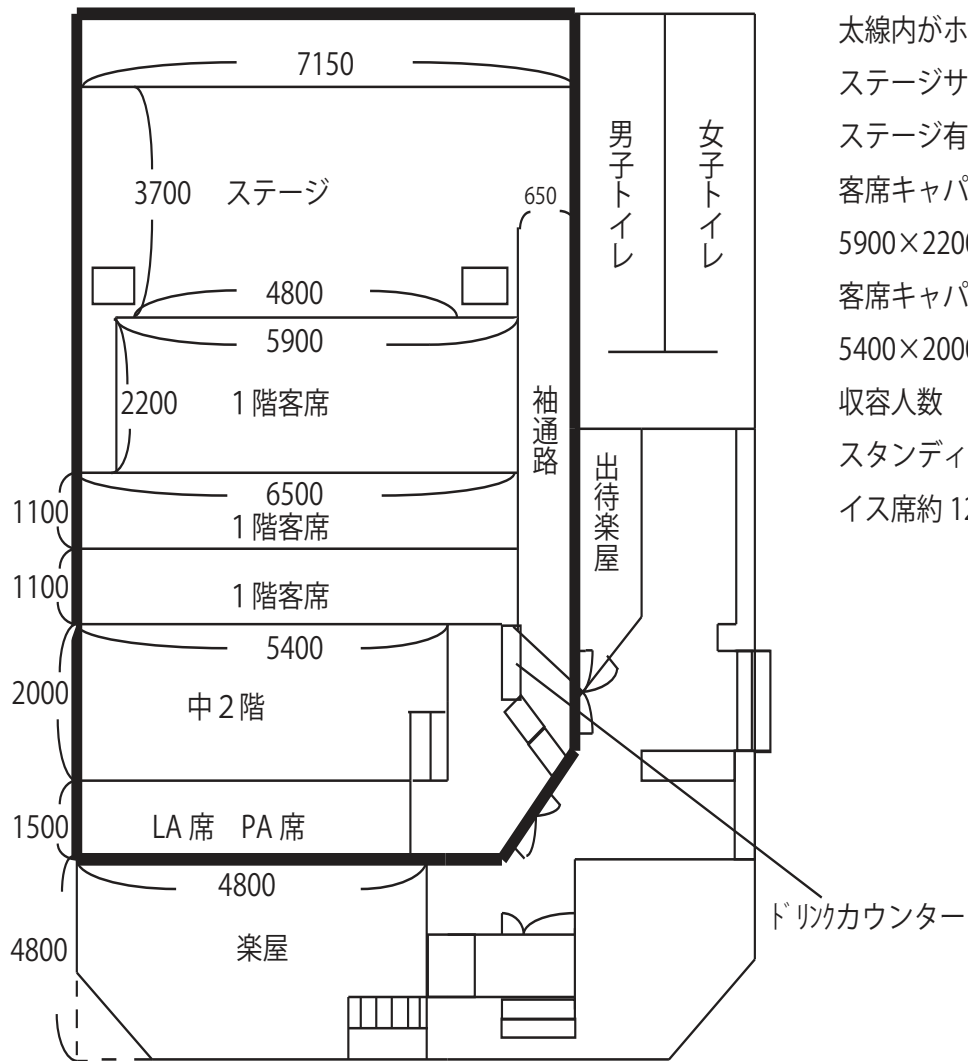 太線内がホ
ステージサ
ステージ有
客席キャパ
5900×2200
客席キャパ
5400×2000
収容人数
スタンディ
イス席約 12
7150
3700
ステージ
650
男子トイレ
女子トイレ
4800
5900
2200
1階客席
袖通路
出待楽屋
6500
1100
1階客席
1100
1階客席
5400
2000
中2階
1500
LA 席 PA 席
4800
ドリンクカウンター
4800
楽屋